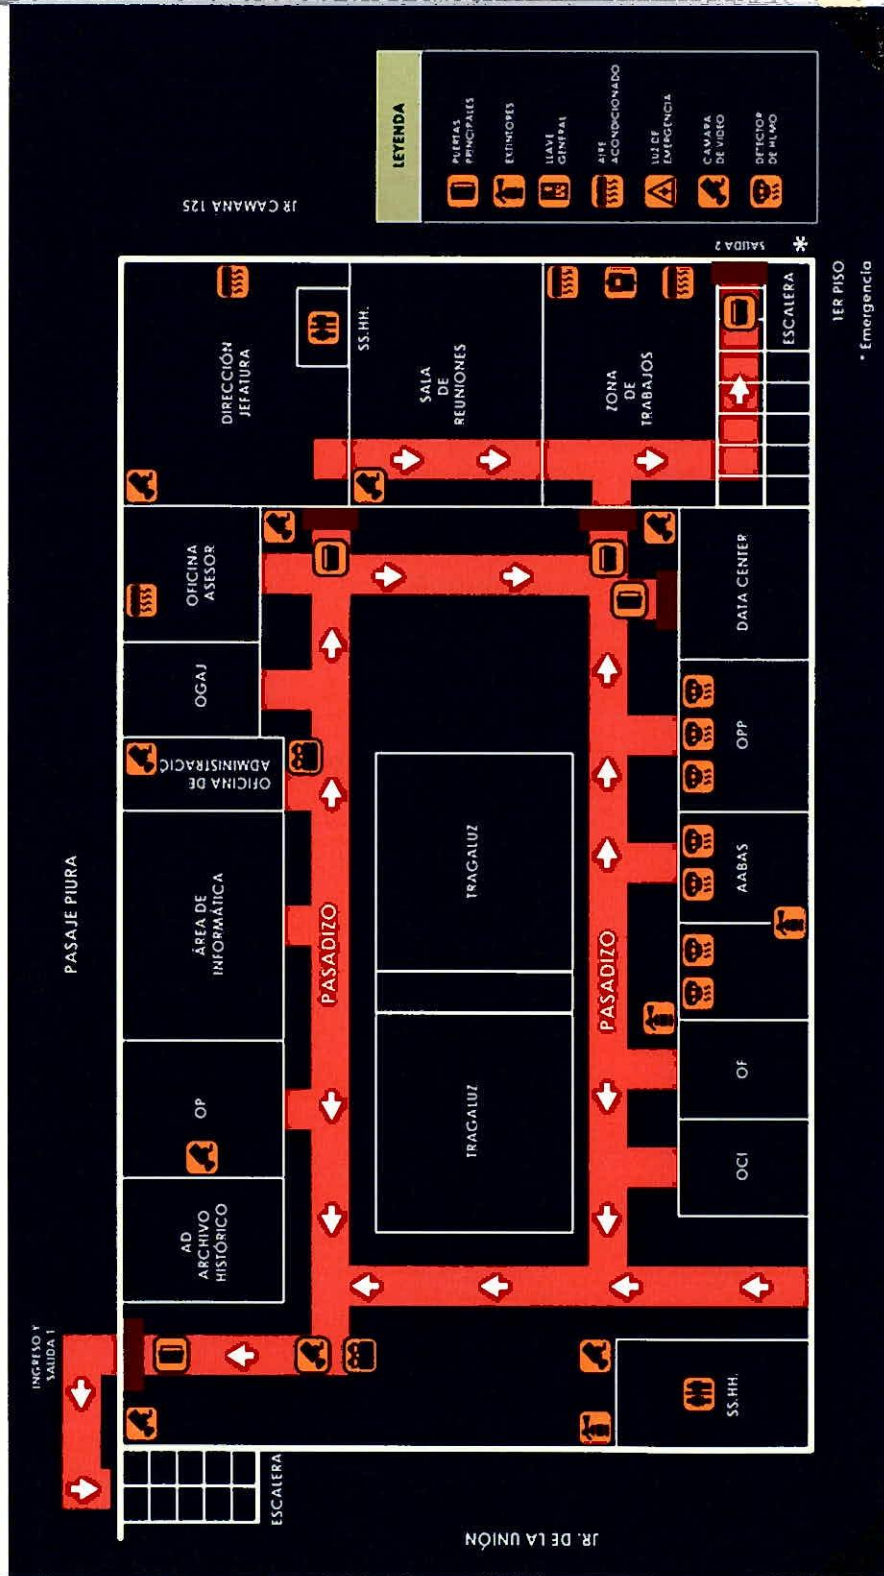 PASAJE PIURA
INGRESO Y
SALIDA 1
ESCALERA
JR. DE LA UNIÓN
AD
ARCHIVO
HISTÓRICO
OP
ÁREA DE
INFORMÁTICA
OFICINA DE
ADMINISTRACIÓ
OGAJ
OFICINA
ASESOR
DIRECCIÓN
JEFATURA
SS.HH.
SALA
DE
REUNIONES
ZONA
DE
TRABAJOS
ESCALERA
SALIDA 2
*
JR CAMANÁ 125
PASADIZO
TRAGALUZ
TRAGALUZ
PASADIZO
SS.HH.
OCI
OF
AABAS
OPP
DATA CENTER
LEYENDA
PUERTAS
PRINCIPALES
EXTINTORES
LLAVE
GENERAL
AIRE
ACONDICIONADO
LUZ DE
EMERGENCIA
CAMARA
DE VIDEO
DETECTOR
DE HUMO
1ER PISO
* Emergencia